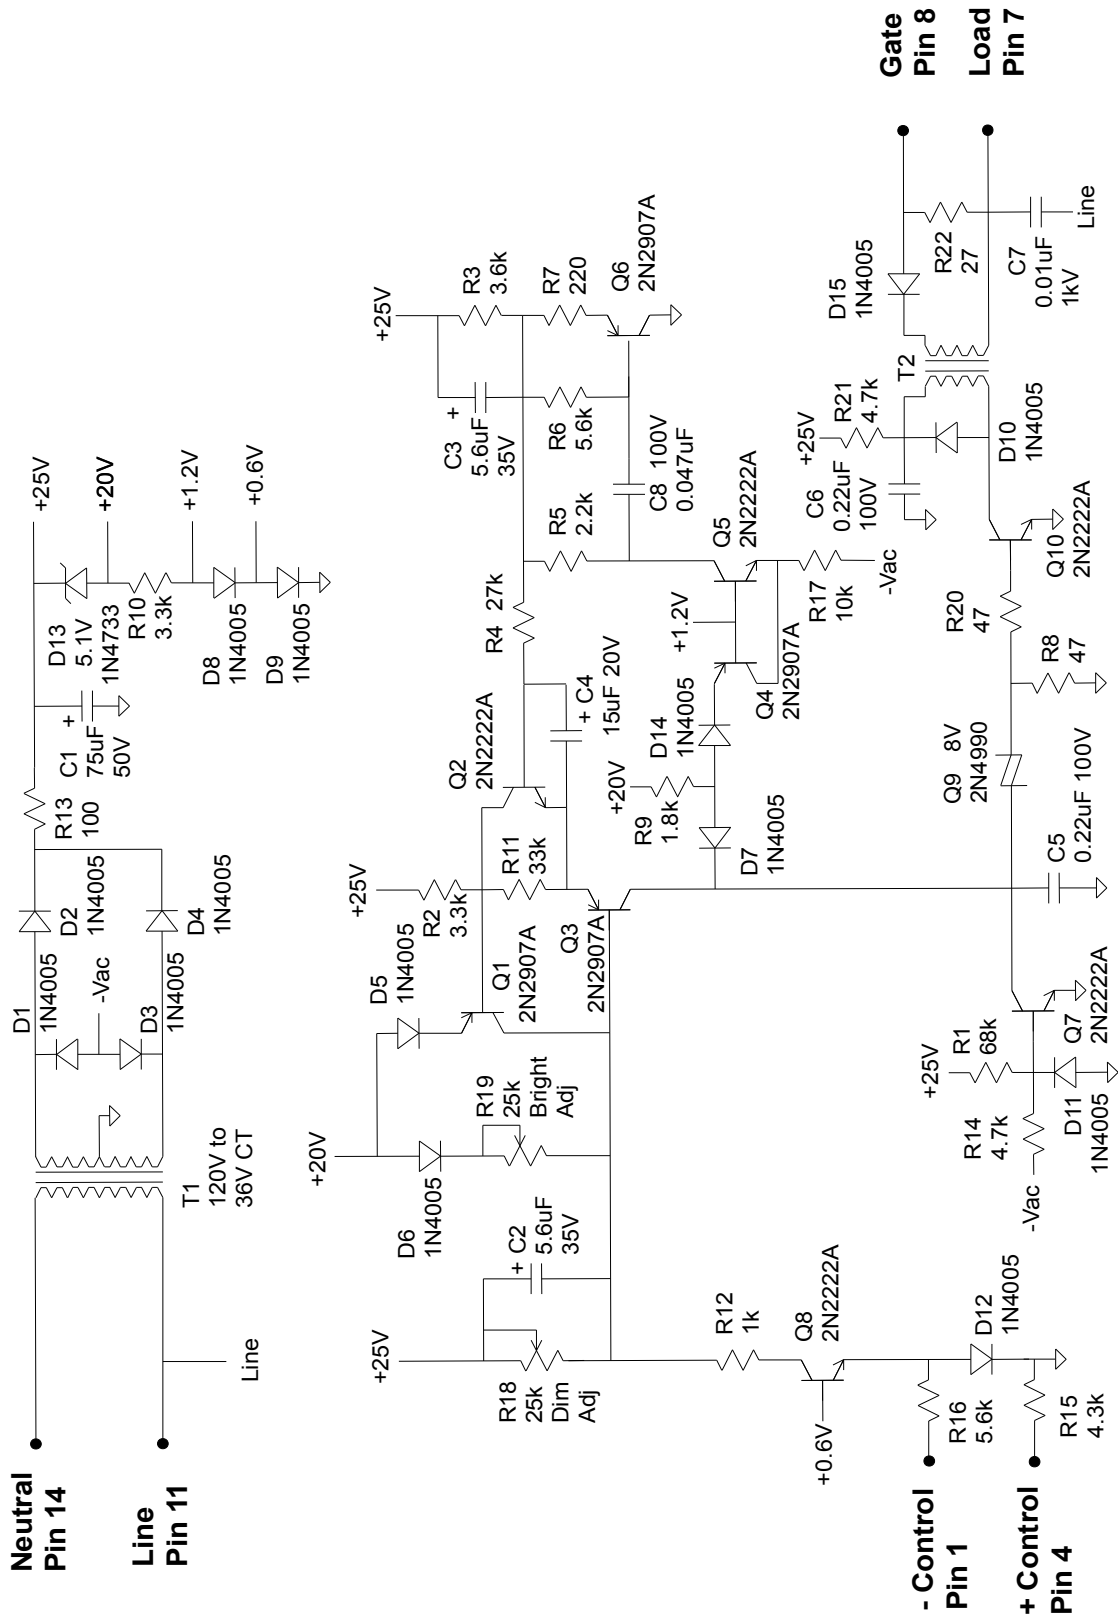 Neutral
Pin 14
Line
Pin 11
Line
T1
120V to
36V CT
D1
1N4005
-Vac
D3
1N4005
D2
1N4005
D4
1N4005
R13
100
C1
75uF
50V
+
D13
5.1V
1N4733
R10
3.3k
D8
1N4005
D9
1N4005
+25V
+20V
+1.2V
+0.6V
+25V
R18
25k
Dim
Adj
+ C2
5.6uF
35V
+20V
D6
1N4005
R19
25k
Bright
Adj
D5
1N4005
Q1
2N2907A
+25V
R2
3.3k
R11
33k
Q3
2N2907A
Q2
2N2222A
+ C4
15uF 20V
R4 27k
+20V
R9
1.8k
D7
1N4005
D14
1N4005
Q4
2N2907A
+1.2V
Q5
2N2222A
R17
10k
-Vac
R5
2.2k
C8 100V
0.047uF
+25V
C3
5.6uF
35V
+
R6
5.6k
R3
3.6k
R7
220
Q6
2N2907A
R12
1k
Q8
2N2222A
+0.6V
D12
1N4005
R16
5.6k
R15
4.3k
- Control
Pin 1
+ Control
Pin 4
-Vac
R14
4.7k
+25V
R1
68k
D11
1N4005
Q7
2N2222A
C5
0.22uF 100V
Q9 8V
2N4990
R8
47
R20
47
Q10
2N2222A
C6
0.22uF
100V
+25V
R21
4.7k
D10
1N4005
T2
D15
1N4005
R22
27
C7
0.01uF
1kV
Line
Gate
Pin 8
Load
Pin 7